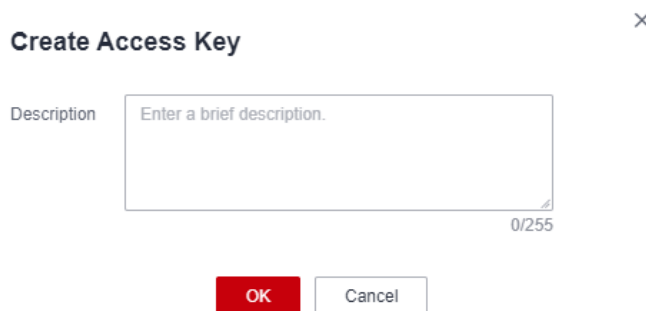 Create Access Key
Description
Enter a brief description.
0/255
OK
Cancel